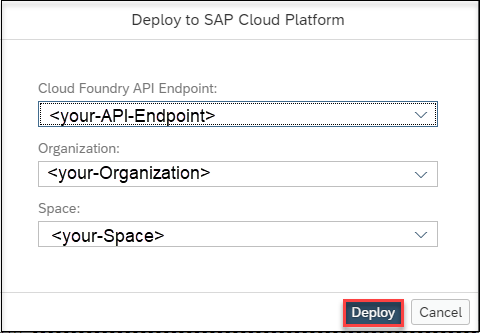 Deploy to SAP Cloud Platform
Cloud Foundry API Endpoint:
<your-API-Endpoint>
Organization:
<your-Organization>
Space:
<your-Space>
Deploy Cancel